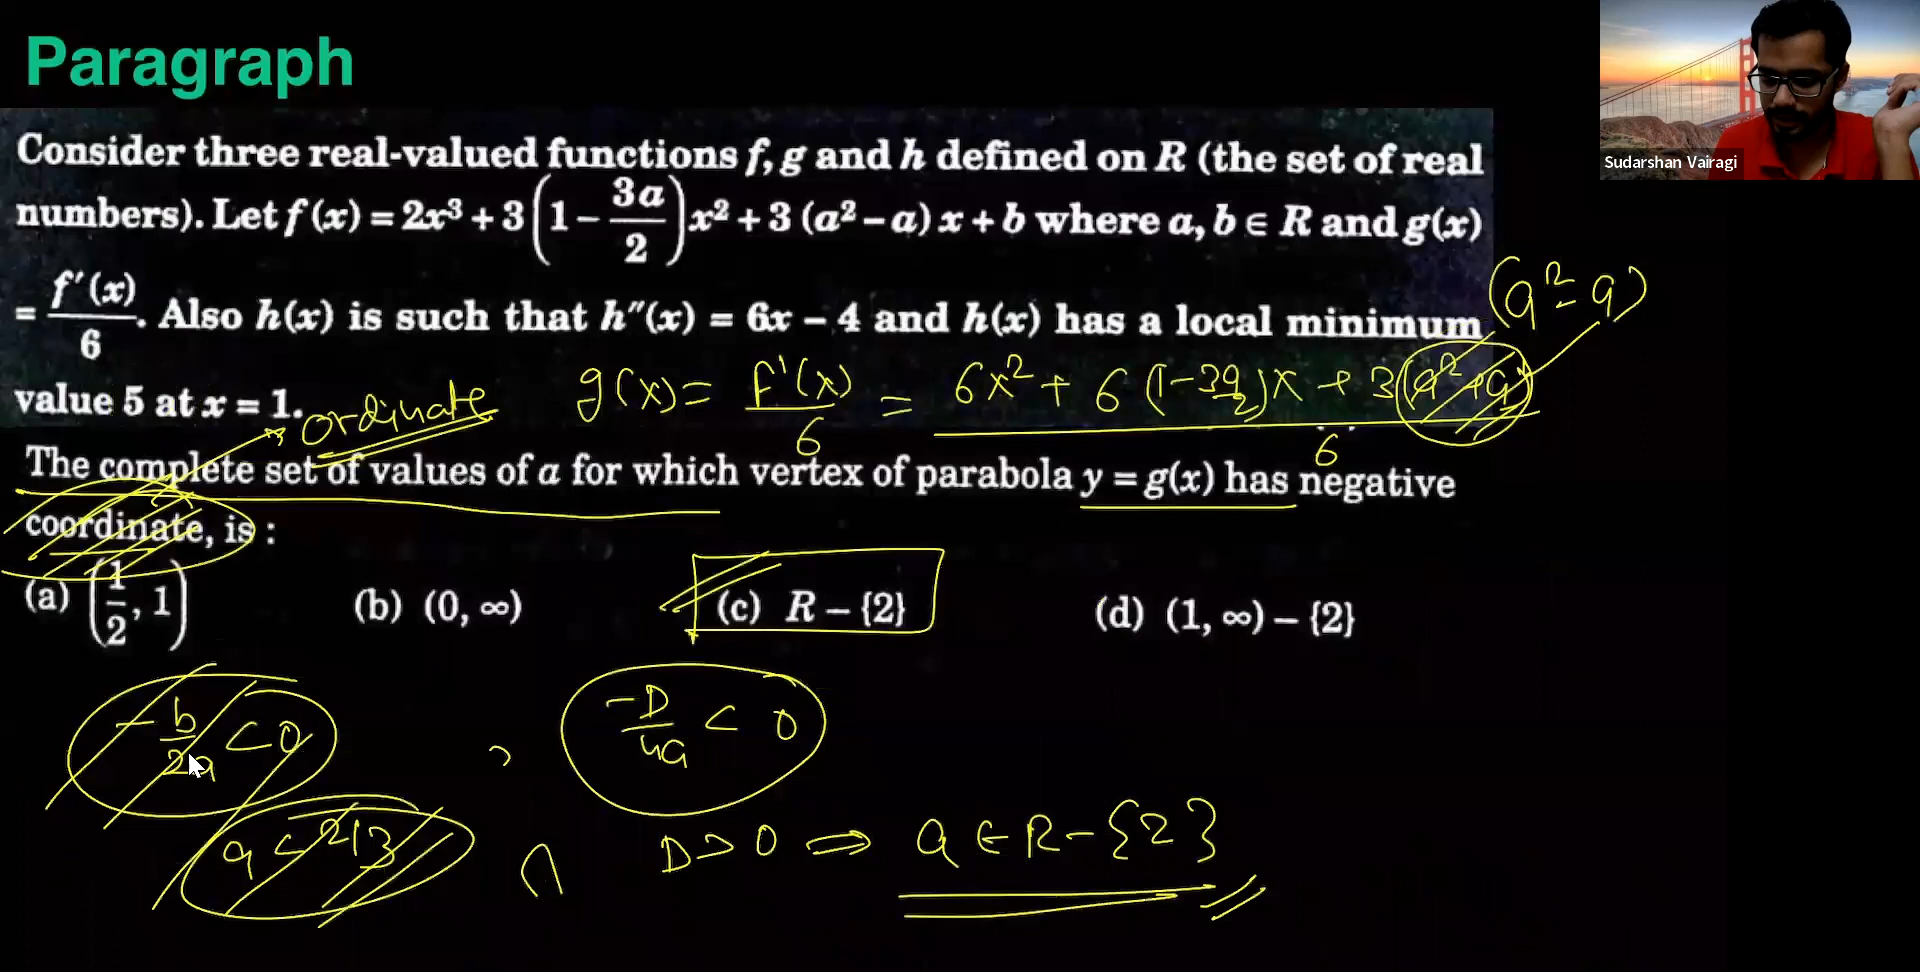 Paragraph
Sudarshan Vairagi
Consider three real-valued functions f, g and h defined on R (the set of real
numbers). Let f (x) = 2x³ + 3(1 − 3a/2)x² + 3 (a² − a) x + b where a, b ∈ R and g(x)
= f′(x)/6. Also h(x) is such that h″(x) = 6x − 4 and h(x) has a local minimum
(a² − a)
value 5 at x = 1.
g(x) = f'(x)/6 = 6x² + 6(1 − 3a/2)x + 3(a² + a)/6
ordinate
The complete set of values of a for which vertex of parabola y = g(x) has negative
coordinate, is :
(a) (1/2, 1) (b) (0, ∞) (c) R – {2} (d) (1, ∞) – {2}
-b/2a < 0 , -D/4a < 0
a < 2/3 ∩ D > 0 ⇒ a ∈ R - {2}